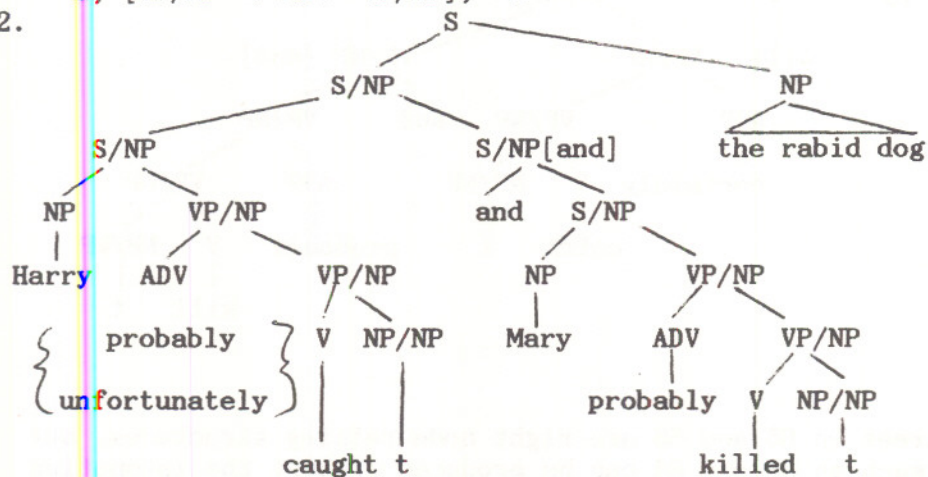 2.
S
S/NP NP
S/NP S/NP[and] the rabid dog
NP VP/NP and S/NP
Harry ADV VP/NP NP VP/NP
probably V NP/NP Mary ADV VP/NP
unfortunately probably V NP/NP
caught t killed t